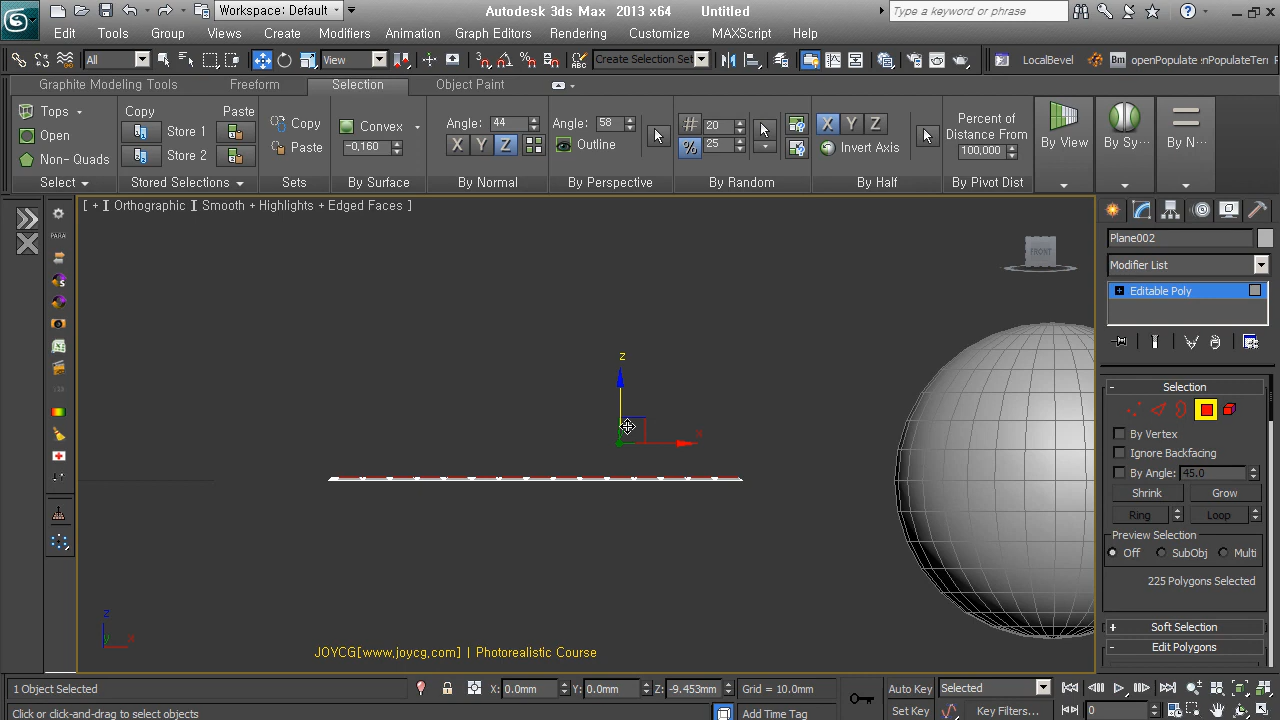 Workspace: Default
Autodesk 3ds Max 2013 x64 Untitled
Type a keyword or phrase
Edit Tools Group Views Create Modifiers Animation Graph Editors Rendering Customize MAXScript Help
All View Create Selection Set LocalBevel Bm openPopulate
Graphite Modeling Tools Freeform Selection Object Paint
Tops Copy Paste Copy Convex Angle: 44 Angle: 58 20 X Y Z Percent of
Open Store 1 Distance From By View By Sy... By N...
Non- Quads Store 2 Paste -0,160 X Y Z Outline % 25 Invert Axis 100,000
Select Stored Selections Sets By Surface By Normal By Perspective By Random By Half By Pivot Dist
[ + ] Orthographic ] Smooth + Highlights + Edged Faces ]
PARA
FRONT
Plane002
Modifier List
+ Editable Poly
z
x
- Selection
By Vertex
Ignore Backfacing
By Angle: 45.0
Shrink Grow
Ring Loop
Preview Selection
Off SubObj Multi
225 Polygons Selected
+ Soft Selection
- Edit Polygons
z
y x
JOYCG[www.joycg.com] | Photorealistic Course
1 Object Selected X: 0.0mm Y: 0.0mm Z: -9.453mm Grid = 10.0mm Auto Key Selected
Click or click-and-drag to select objects Add Time Tag Set Key Key Filters... 0